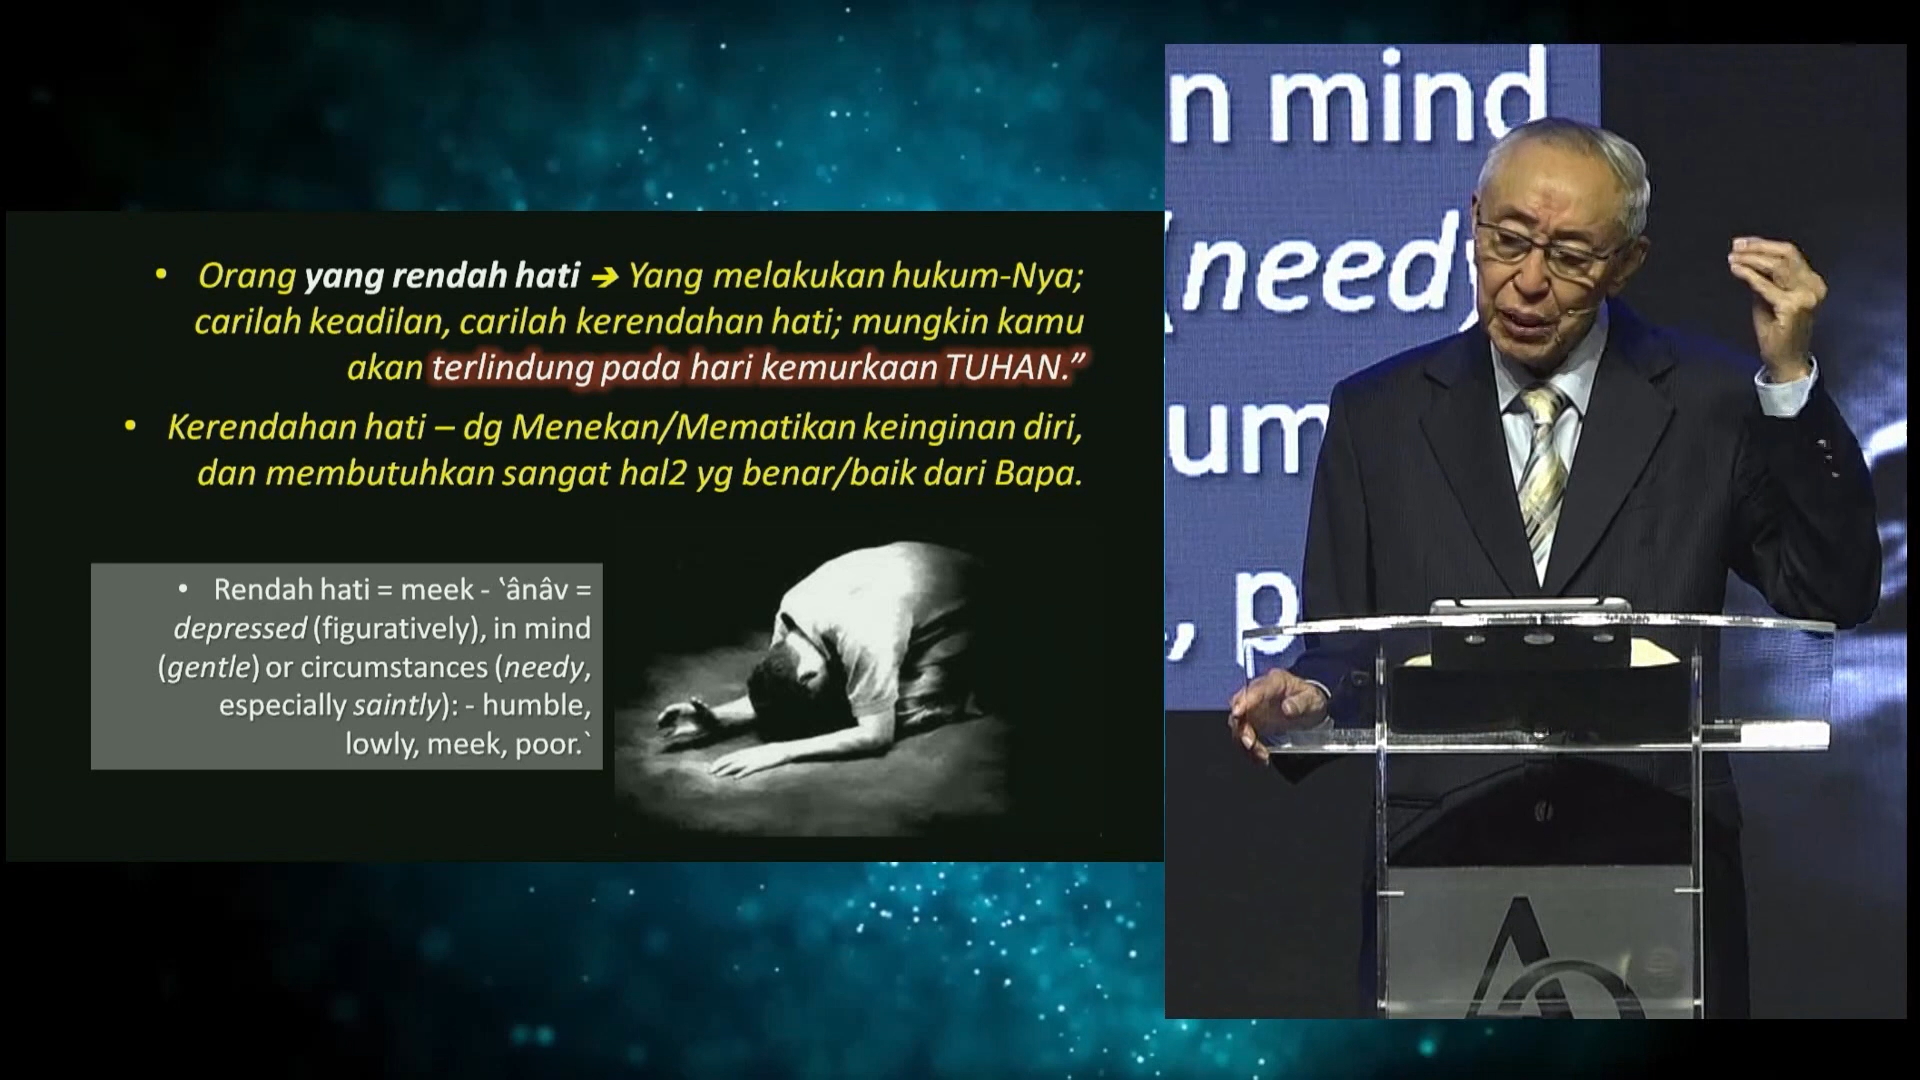 • Orang yang rendah hati ➔ Yang melakukan hukum-Nya;
carilah keadilan, carilah kerendahan hati; mungkin kamu
akan terlindung pada hari kemurkaan TUHAN.”
• Kerendahan hati – dg Menekan/Mematikan keinginan diri,
dan membutuhkan sangat hal2 yg benar/baik dari Bapa.
• Rendah hati = meek - ‛ânâv =
depressed (figuratively), in mind
(gentle) or circumstances (needy,
especially saintly): - humble,
lowly, meek, poor.`
n mind
(needy
um
, p